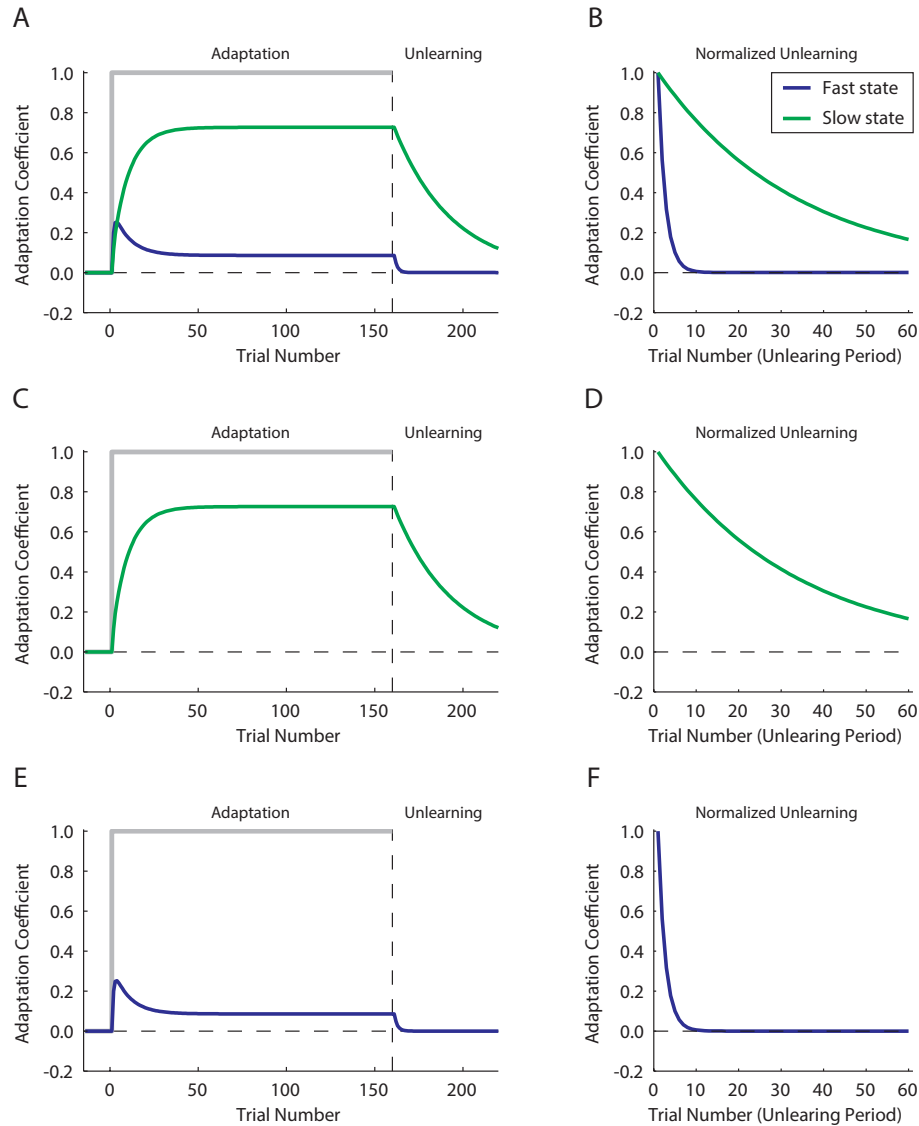 A
Adaptation
Unlearning
1.0
0.8
0.6
0.4
0.2
0.0
-0.2
Adaptation Coefficient
0
50
100
150
200
Trial Number
B
Normalized Unlearning
Fast state
Slow state
1.0
0.8
0.6
0.4
0.2
0.0
-0.2
Adaptation Coefficient
0
10
20
30
40
50
60
Trial Number (Unlearing Period)
C
Adaptation
Unlearning
1.0
0.8
0.6
0.4
0.2
0.0
-0.2
Adaptation Coefficient
0
50
100
150
200
Trial Number
D
Normalized Unlearning
1.0
0.8
0.6
0.4
0.2
0.0
-0.2
Adaptation Coefficient
0
10
20
30
40
50
60
Trial Number (Unlearing Period)
E
Adaptation
Unlearning
1.0
0.8
0.6
0.4
0.2
0.0
-0.2
Adaptation Coefficient
0
50
100
150
200
Trial Number
F
Normalized Unlearning
1.0
0.8
0.6
0.4
0.2
0.0
-0.2
Adaptation Coefficient
0
10
20
30
40
50
60
Trial Number (Unlearing Period)